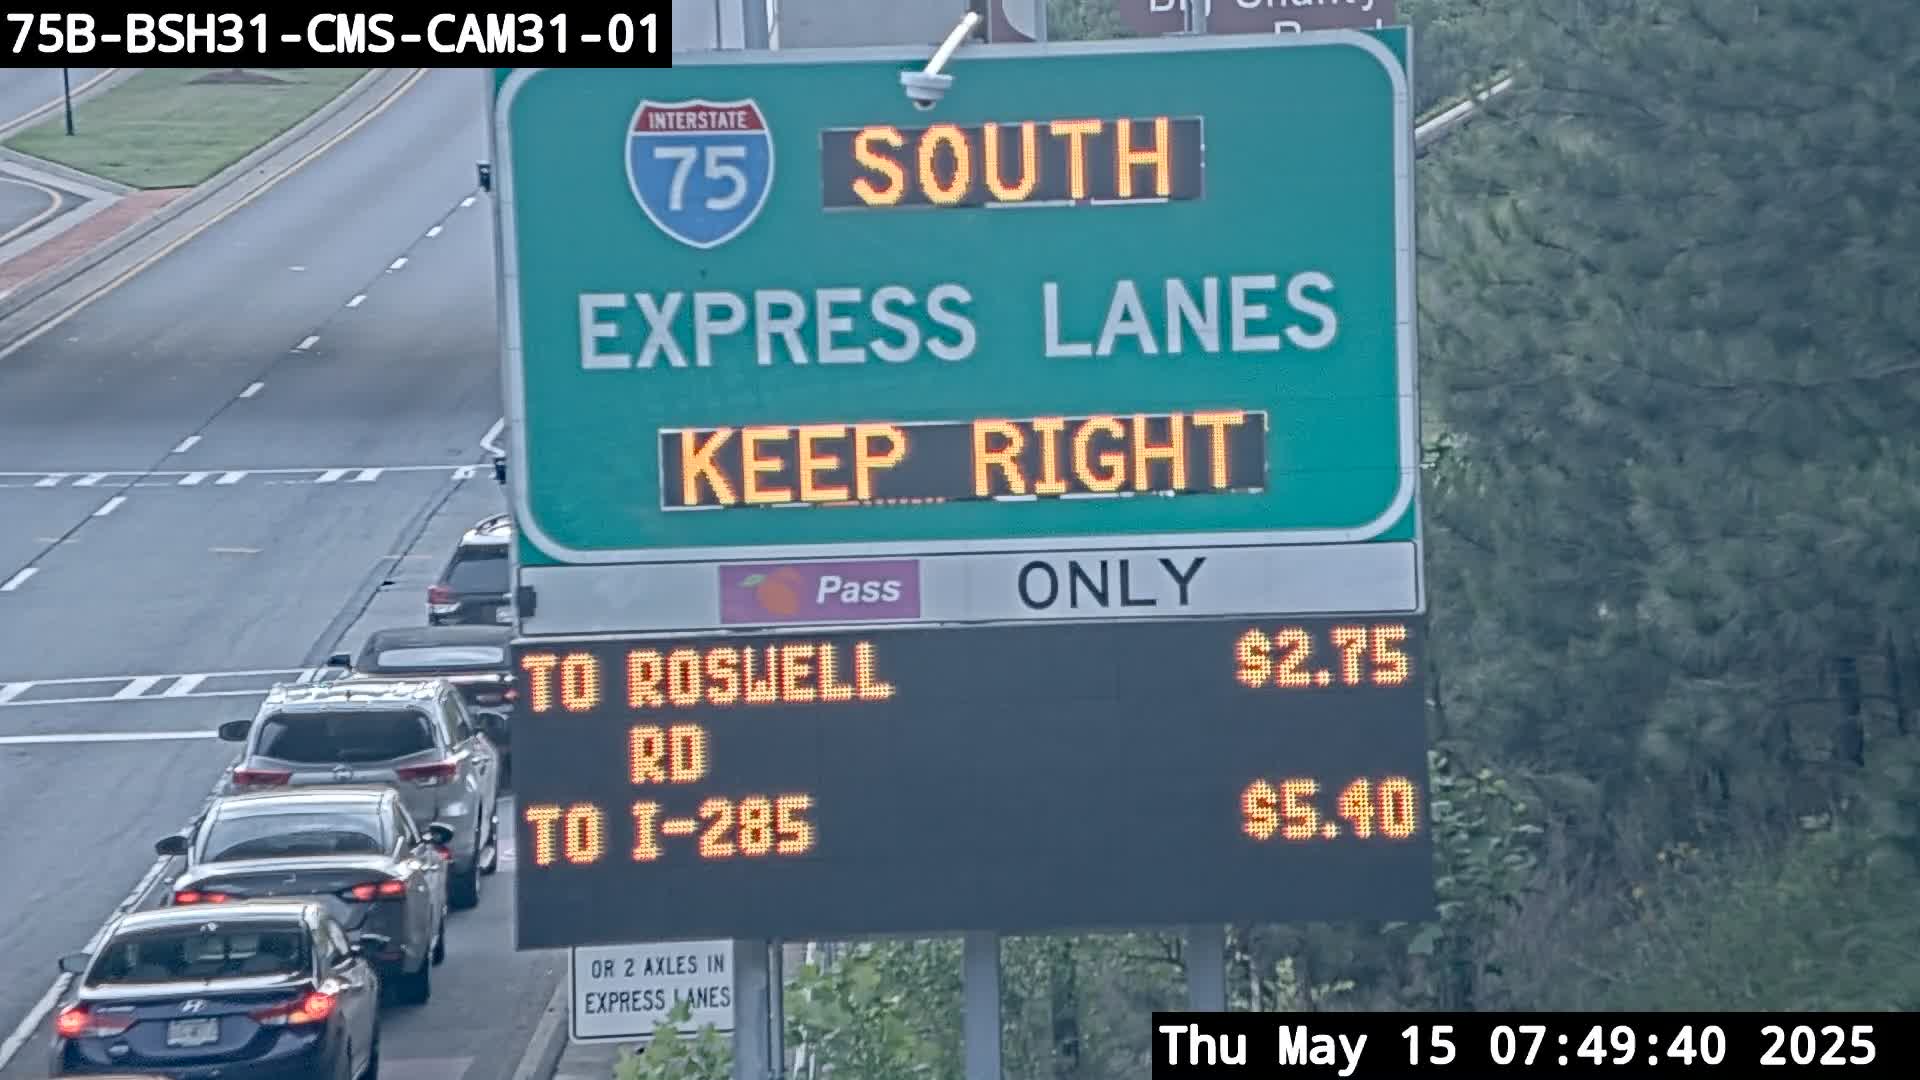 75B-BSH31-CMS-CAM31-01
INTERSTATE
75
SOUTH
EXPRESS LANES
KEEP RIGHT
Pass ONLY
TO ROSWELL $2.75
RD
TO I-285 $5.40
OR 2 AXLES IN
EXPRESS LANES
Thu May 15 07:49:40 2025